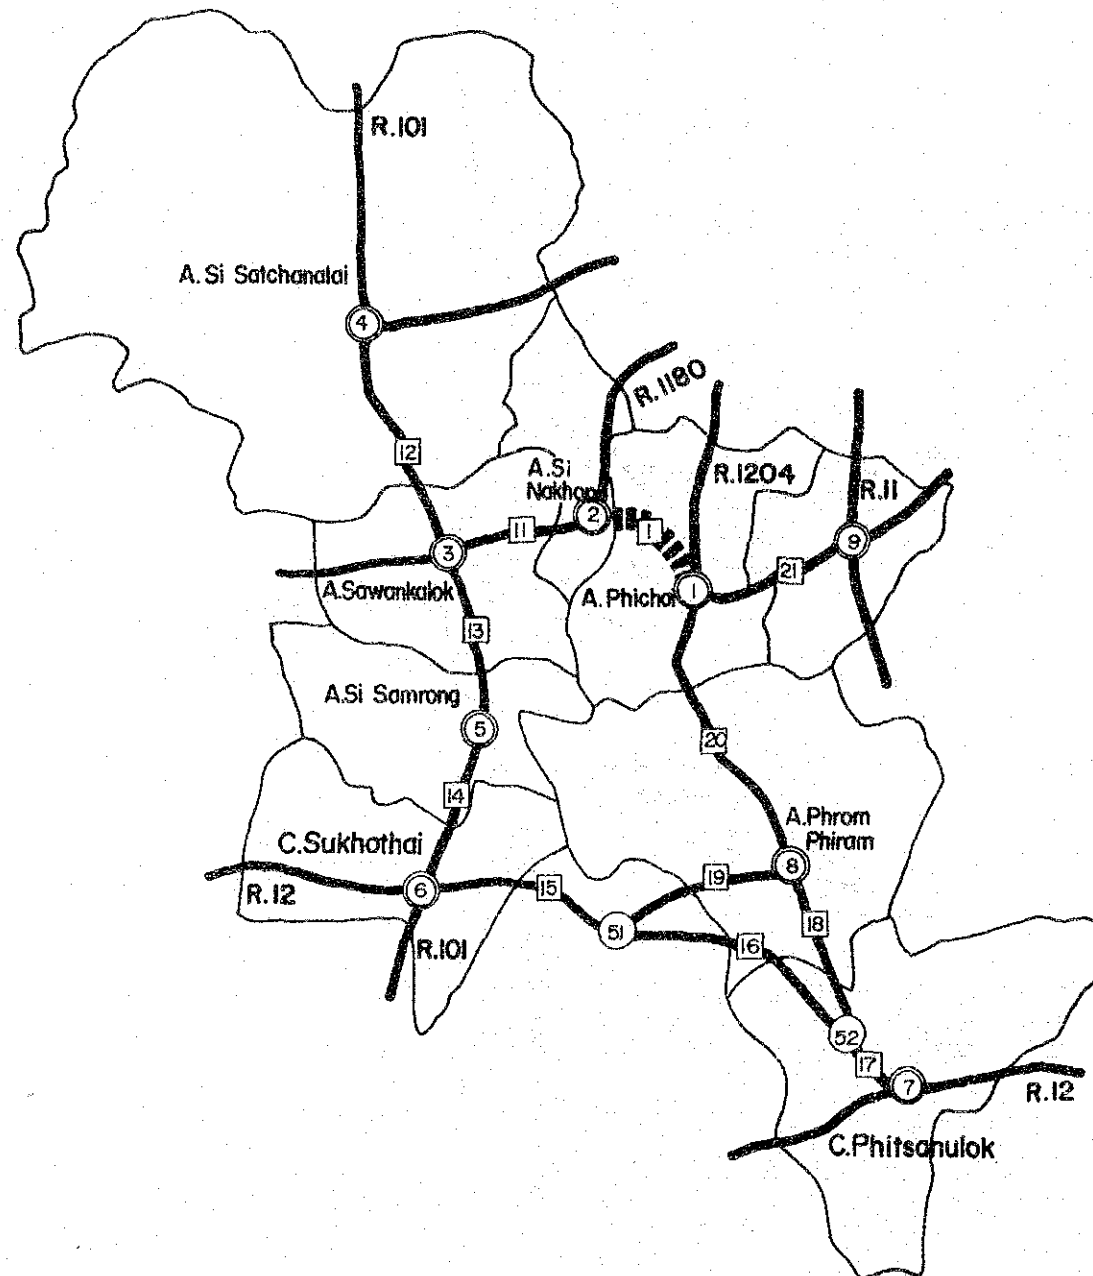 R.101
A.Si Satchanalai
4
R.1180
12
A.Si
Nakhon
R.1204
R.11
2
11
1
3
9
21
A.Sawankalok
A.Phichai
1
13
A.Si Samrong
5
20
14
A.Phrom
Phiram
C.Sukhothai
8
6
15
19
R.12
51
18
16
R.101
52
17
7
R.12
C.Phitsanulok